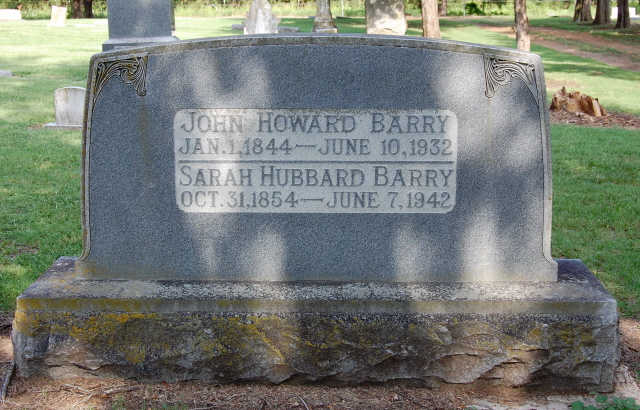 JOHN HOWARD BARRY
JAN. 1, 1844—JUNE 10, 1932
SARAH HUBBARD BARRY
OCT. 31, 1854—JUNE 7, 1942